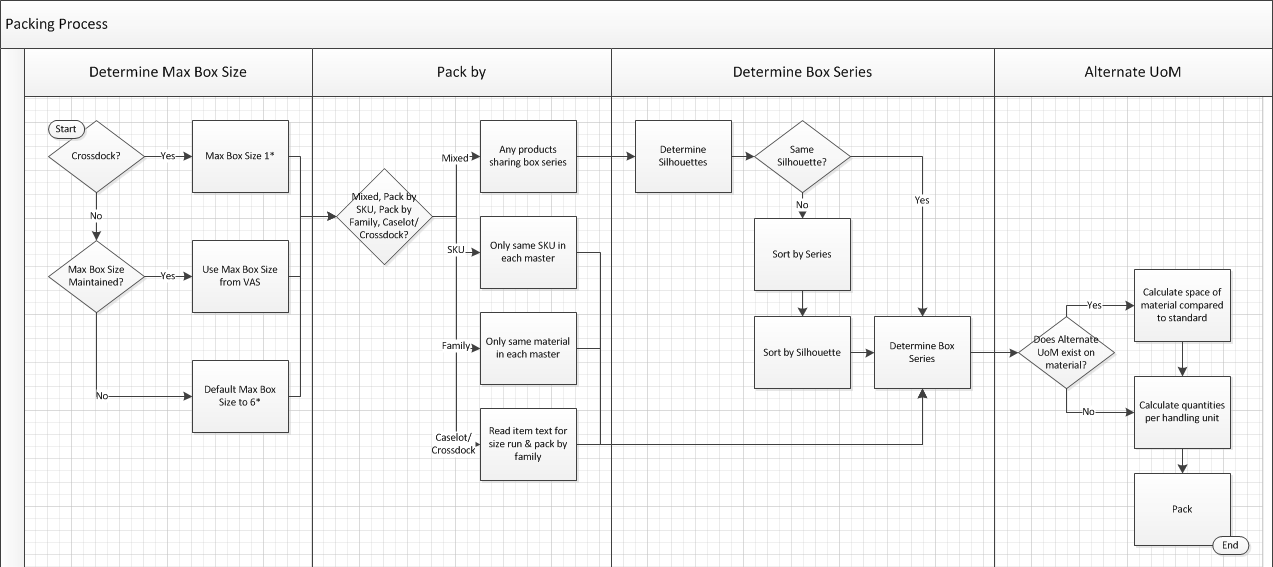 Packing Process
Determine Max Box Size
Pack by
Determine Box Series
Alternate UoM
Start
Crossdock?
Yes
Max Box Size 1*
No
Max Box Size
Maintained?
Yes
Use Max Box Size
from VAS
No
Default Max Box
Size to 6*
Mixed, Pack by
SKU, Pack by
Family, Caselot/
Crossdock?
Mixed
Any products
sharing box series
SKU
Only same SKU in
each master
Family
Only same material
in each master
Caselot/
Crossdock
Read item text for
size run & pack by
family
Determine
Silhouettes
Same
Silhouette?
Yes
No
Sort by Series
Sort by Silhouette
Determine Box
Series
Does Alternate
UoM exist on
material?
Yes
Calculate space of
material compared
to standard
No
Calculate quantities
per handling unit
Pack
End